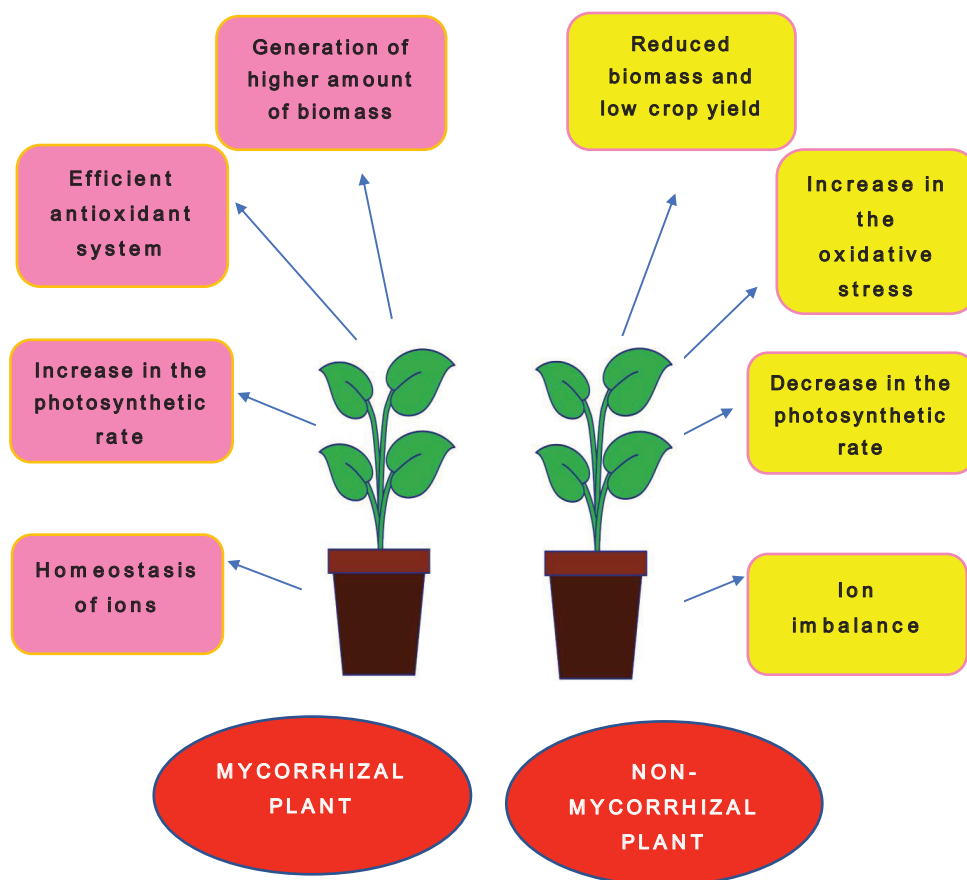 Generation of
higher amount
of biomass
Efficient
antioxidant
system
Increase in the
photosynthetic
rate
Homeostasis
of ions
MYCORRHIZAL
PLANT
Reduced
biomass and
low crop yield
Increase in
the
oxidative
stress
Decrease in the
photosynthetic
rate
Ion
imbalance
NON-
MYCORRHIZAL
PLANT